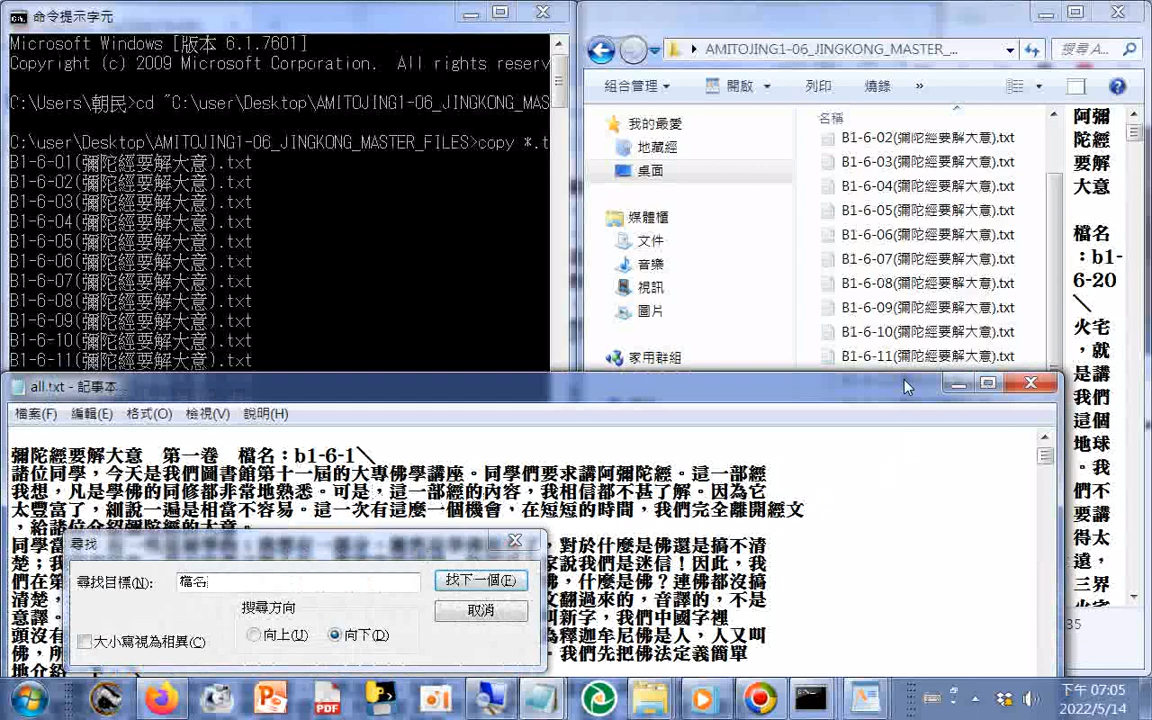 命令提示字元
Microsoft Windows [版本 6.1.7601]
Copyright (c) 2009 Microsoft Corporation.  All rights reserv
C:\Users\朝民>cd "C:\user\Desktop\AMITOJING1-06_JINGKONG_MAS
C:\user\Desktop\AMITOJING1-06_JINGKONG_MASTER_FILES>copy *.t
B1-6-01(彌陀經要解大意).txt
B1-6-02(彌陀經要解大意).txt
B1-6-03(彌陀經要解大意).txt
B1-6-04(彌陀經要解大意).txt
B1-6-05(彌陀經要解大意).txt
B1-6-06(彌陀經要解大意).txt
B1-6-07(彌陀經要解大意).txt
B1-6-08(彌陀經要解大意).txt
B1-6-09(彌陀經要解大意).txt
B1-6-10(彌陀經要解大意).txt
B1-6-11(彌陀經要解大意).txt
AMITOJING1-06_JINGKONG_MASTER_...
搜尋 A...
組合管理 開啟 列印 燒錄 »
我的最愛
地藏經
桌面
媒體櫃
文件
音樂
視訊
圖片
家用群組
名稱
B1-6-02(彌陀經要解大意).txt
B1-6-03(彌陀經要解大意).txt
B1-6-04(彌陀經要解大意).txt
B1-6-05(彌陀經要解大意).txt
B1-6-06(彌陀經要解大意).txt
B1-6-07(彌陀經要解大意).txt
B1-6-08(彌陀經要解大意).txt
B1-6-09(彌陀經要解大意).txt
B1-6-10(彌陀經要解大意).txt
B1-6-11(彌陀經要解大意).txt
阿彌
陀經
要解
大意
檔名
：b1-
6-20
＼
火宅
，就
是講
我們
這個
地球
。我
們不
要講
得太
遠，
三界
35
all.txt - 記事本
檔案(F) 編輯(E) 格式(O) 檢視(V) 說明(H)
彌陀經要解大意　第一卷　檔名：b1-6-1＼
諸位同學，今天是我們圖書館第十一屆的大專佛學講座。同學們要求講阿彌陀經。這一部經
我想，凡是學佛的同修都非常地熟悉。可是，這一部經的內容，我相信都不甚了解。因為它
太豐富了，細說一遍是相當不容易。這一次有這麼一個機會，在短短的時間，我們完全離開經文
，給諸位介紹彌陀經的大意。
同學當 ，對於什麼是佛還是搞不清
楚；我 家說我們是迷信！因此，我
們在第 佛，什麼是佛？連佛都沒搞
清楚， 文翻過來的，音譯的，不是
意譯。 叫新字，我們中國字裡
頭沒有 為釋迦牟尼佛是人，人又叫
佛，所 。我們先把佛法定義簡單
地介紹
尋找
尋找目標(N): 檔名
找下一個(F)
搜尋方向
取消
向上(U) 向下(D)
大小寫視為相異(C)
PDF
下午 07:05
2022/5/14